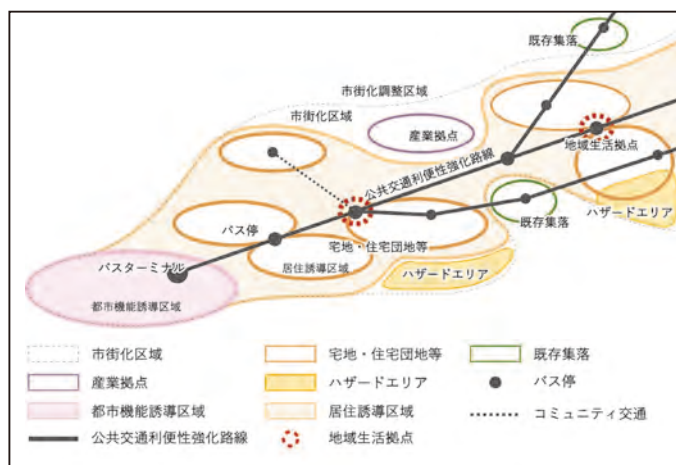 既存集落
市街化調整区域
市街化区域
産業拠点
地域生活拠点
公共交通利便性強化路線
ハザードエリア
既存集落
バス停
宅地・住宅団地等
バスターミナル
居住誘導区域
ハザードエリア
都市機能誘導区域
市街化区域
宅地・住宅団地等
既存集落
産業拠点
ハザードエリア
バス停
都市機能誘導区域
居住誘導区域
コミュニティ交通
公共交通利便性強化路線
地域生活拠点